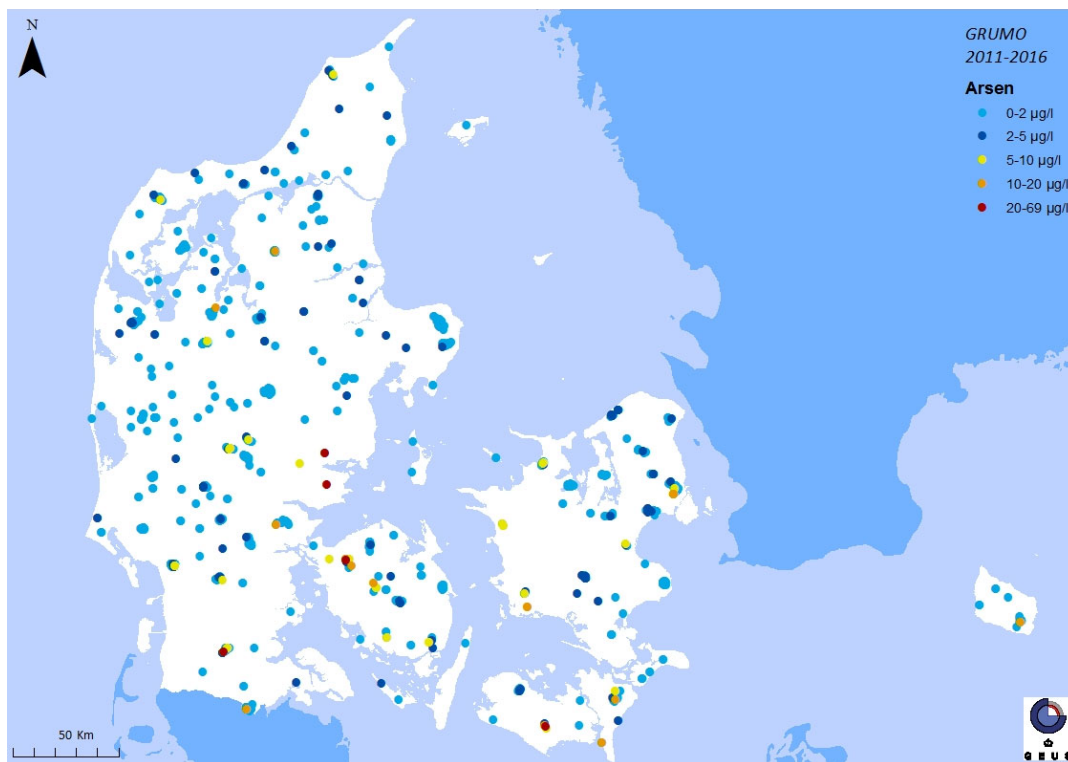 N
GRUMO
2011-2016
Arsen
0-2 µg/l
2-5 µg/l
5-10 µg/l
10-20 µg/l
20-69 µg/l
50 Km
G E U S